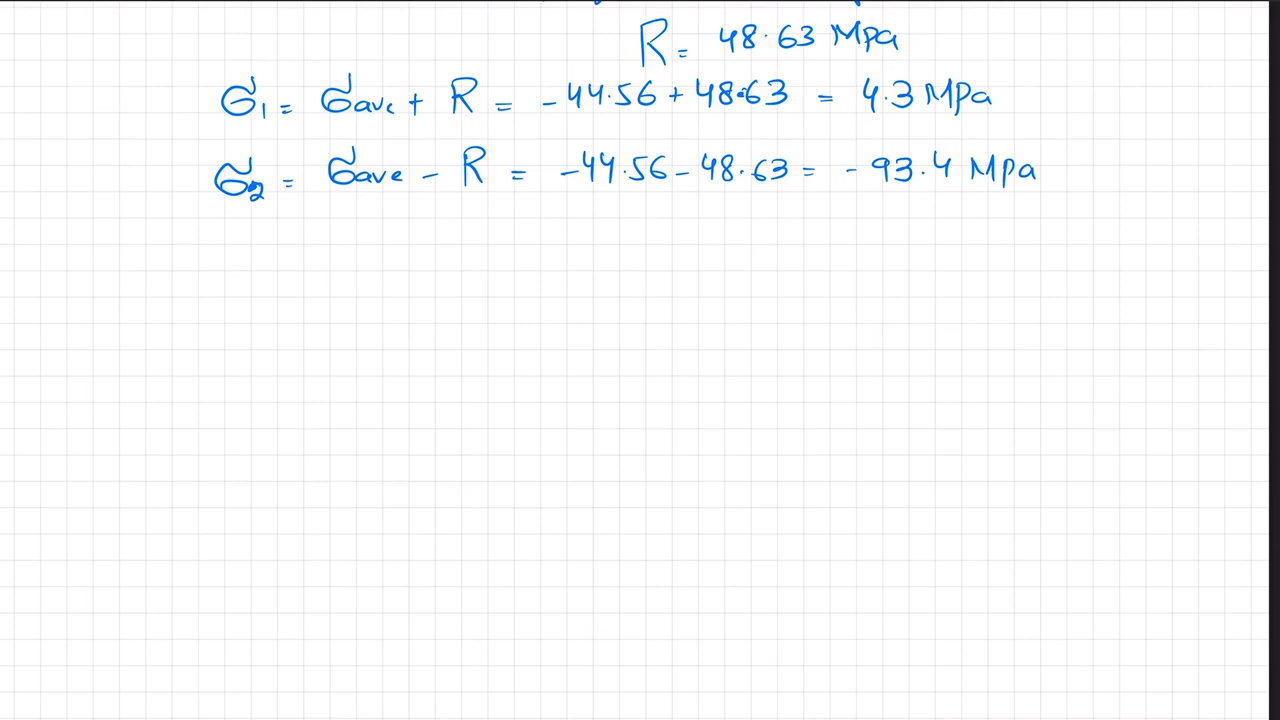 R = 48.63 Mpa
σ1 = σave + R = -44.56 + 48.63 = 4.3 MPa
σ2 = σave - R = -44.56 - 48.63 = -93.4 MPa